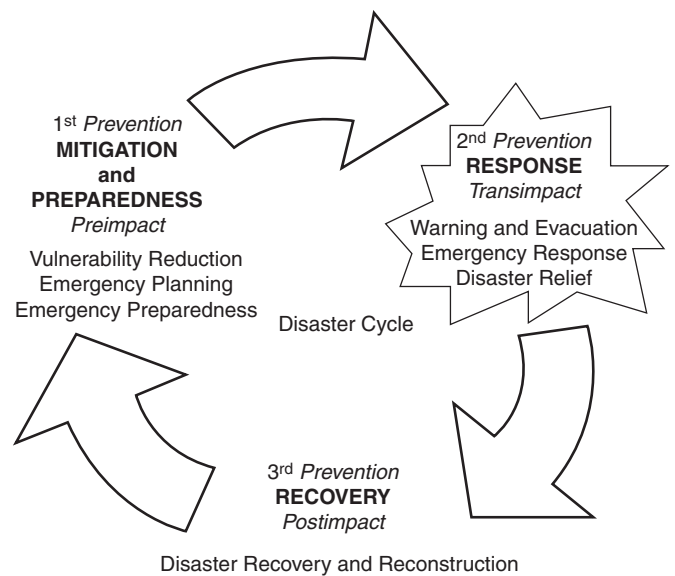 1st Prevention
MITIGATION
and
PREPAREDNESS
Preimpact
Vulnerability Reduction
Emergency Planning
Emergency Preparedness
2nd Prevention
RESPONSE
Transimpact
Warning and Evacuation
Emergency Response
Disaster Relief
Disaster Cycle
3rd Prevention
RECOVERY
Postimpact
Disaster Recovery and Reconstruction